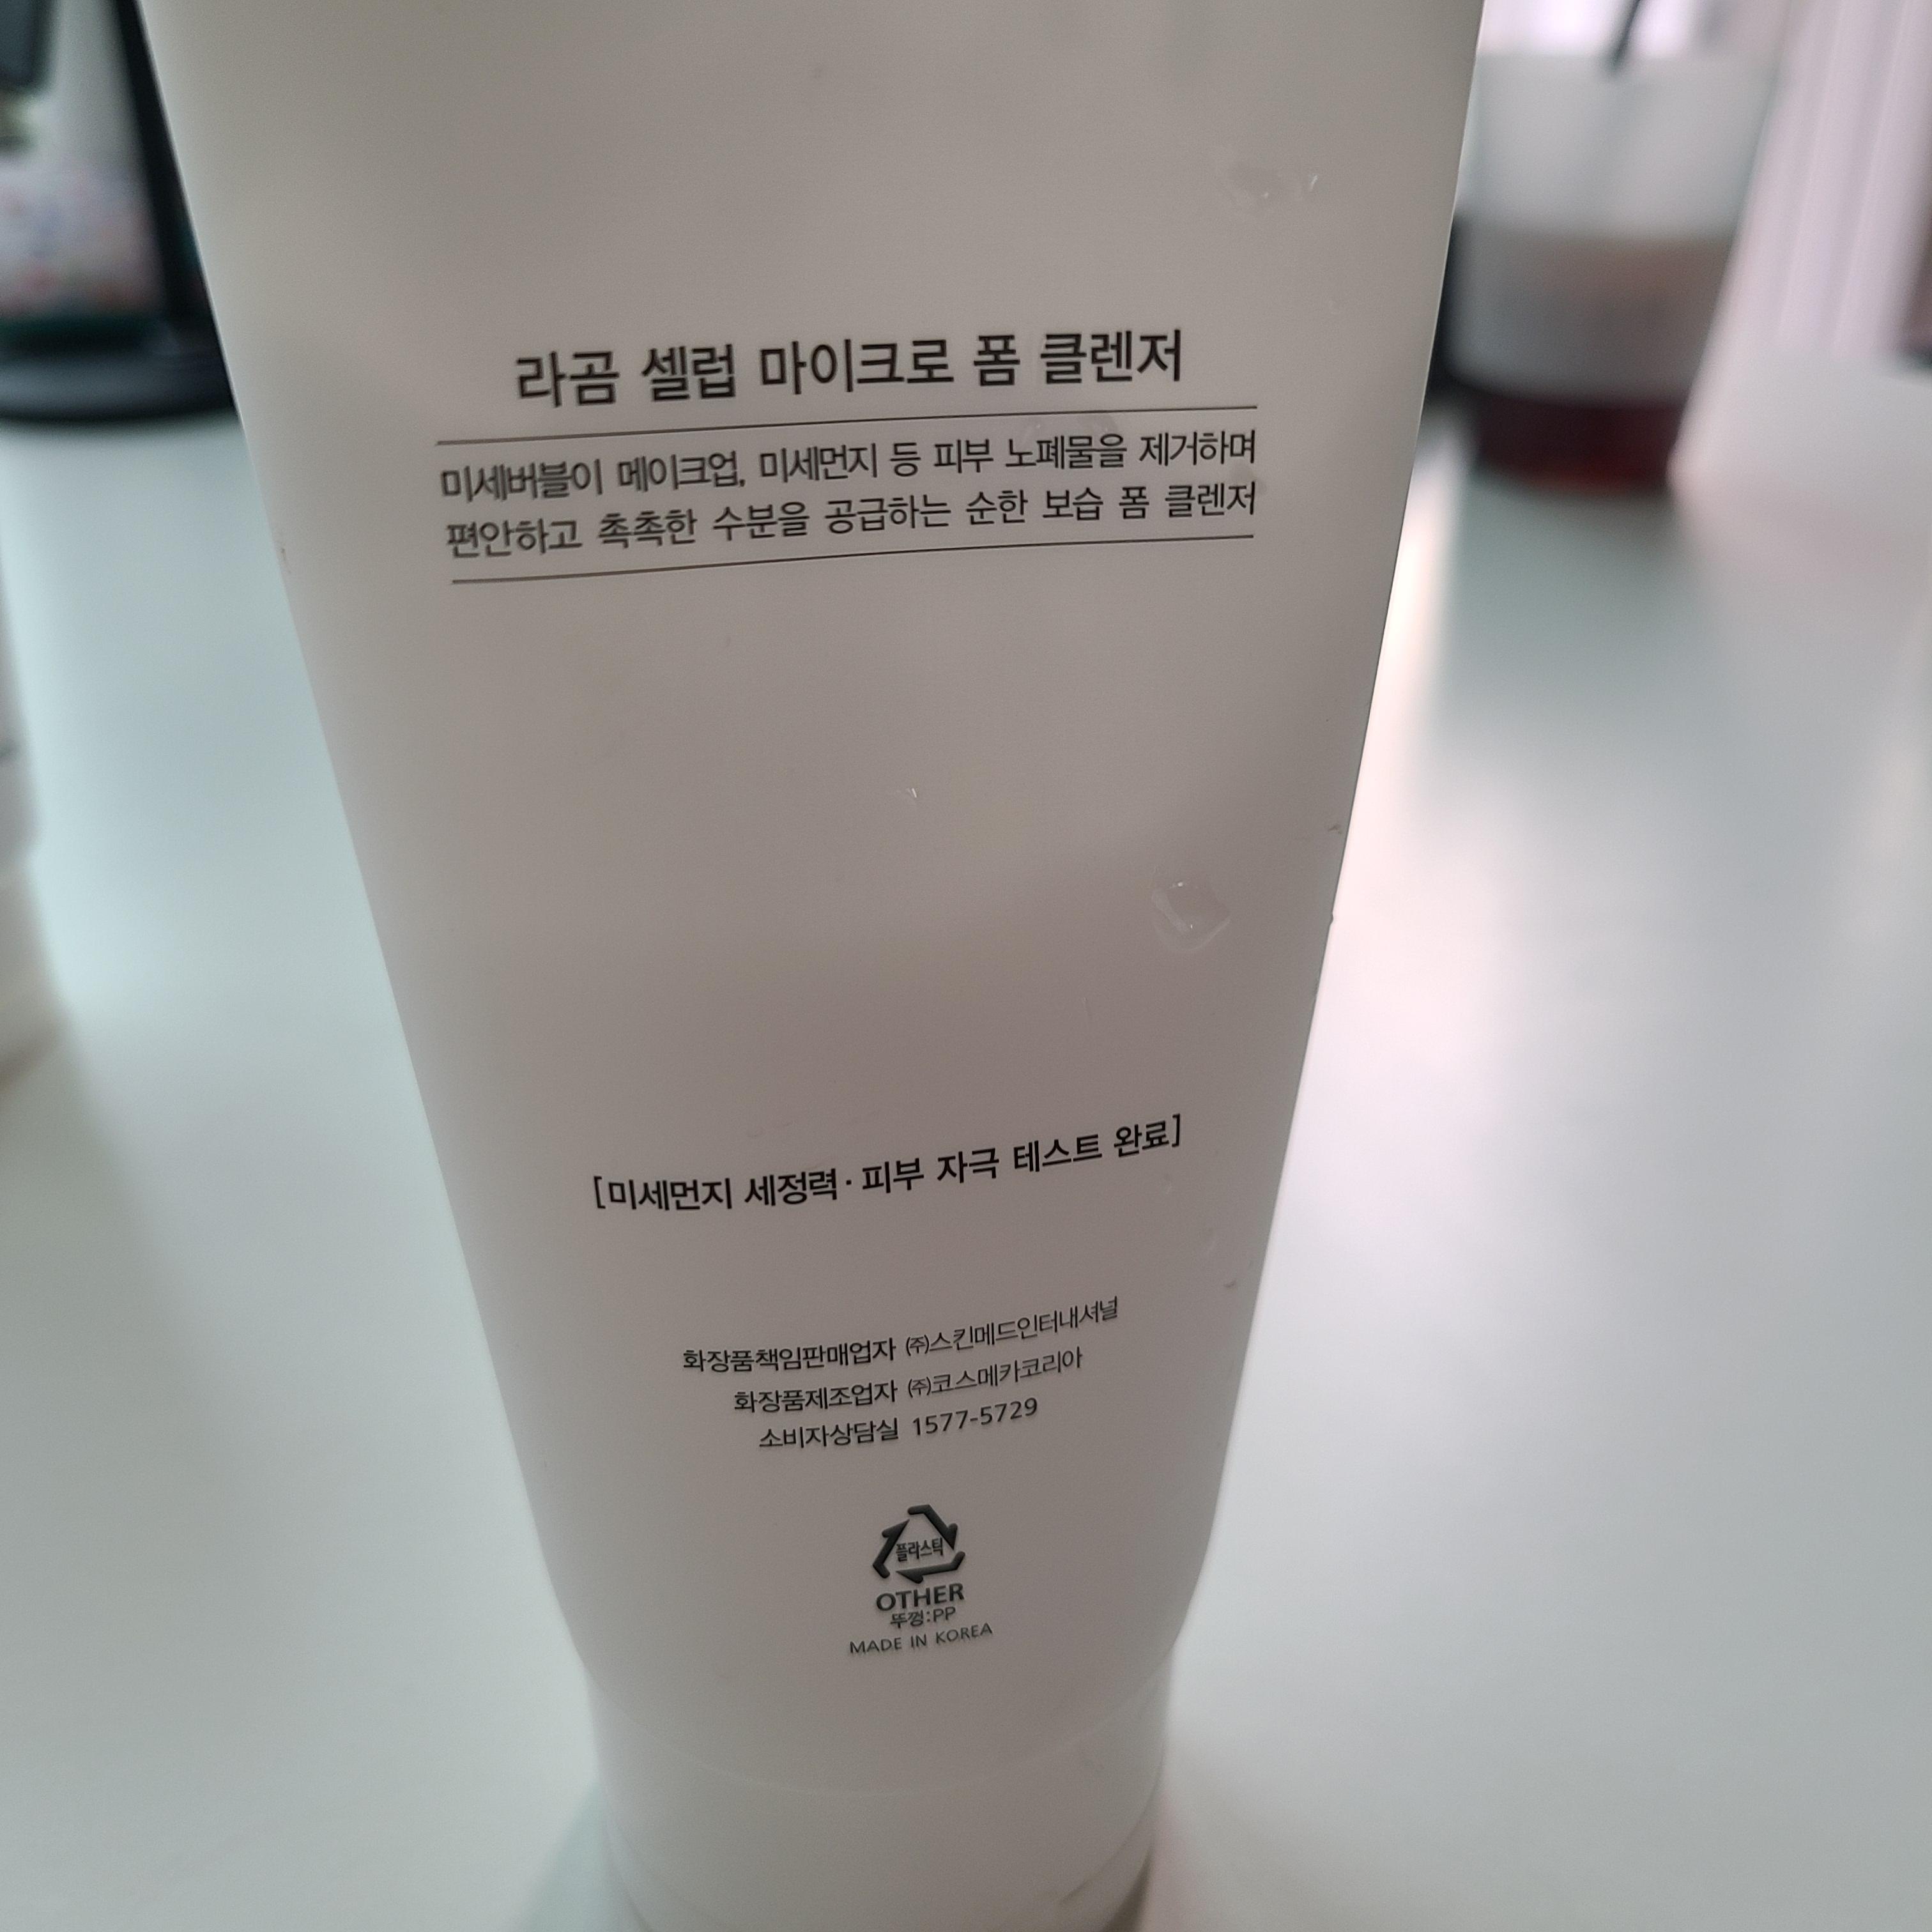 라곰 셀럽 마이크로 폼 클렌저
미세버블이 메이크업, 미세먼지 등 피부 노폐물을 제거하며
편안하고 촉촉한 수분을 공급하는 순한 보습 폼 클렌저
[미세먼지 세정력·피부 자극 테스트 완료]
화장품책임판매업자 ㈜스킨메드인터내셔널
화장품제조업자 ㈜코스메카코리아
소비자상담실 1577-5729
플라스틱
OTHER
뚜껑:PP
MADE IN KOREA